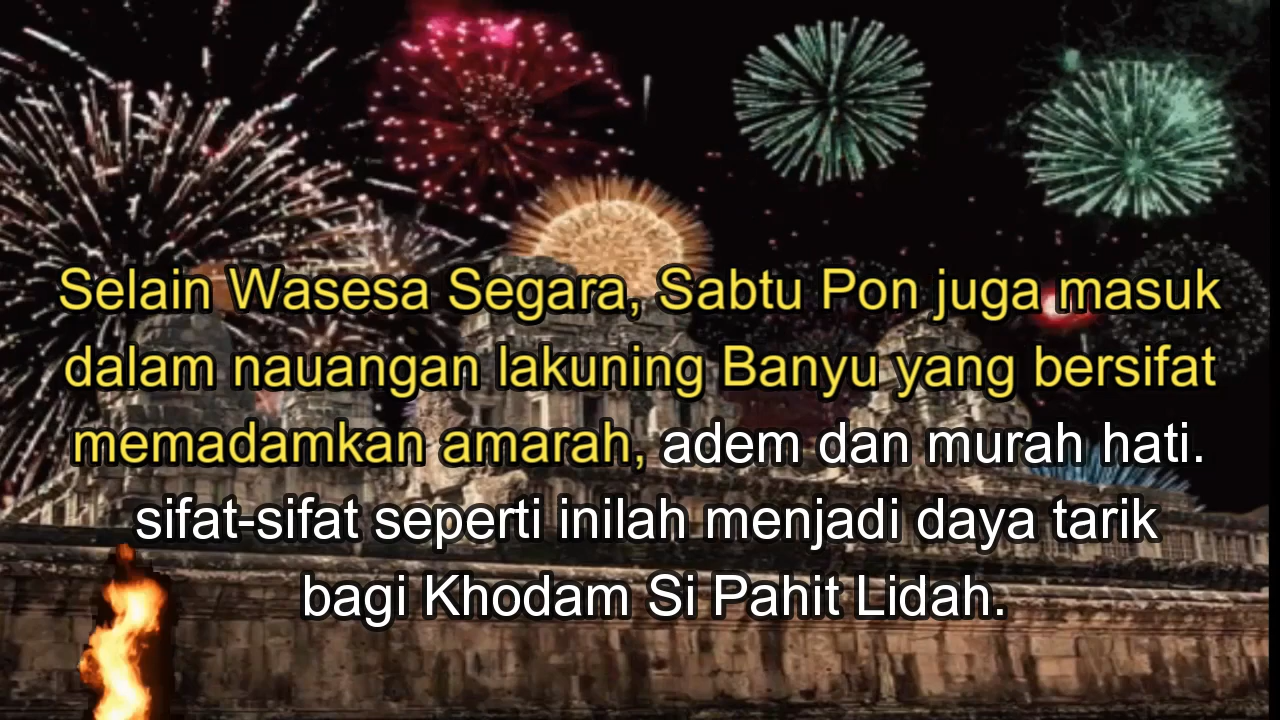 Selain Wasesa Segara, Sabtu Pon juga masuk
dalam nauangan lakuning Banyu yang bersifat
memadamkan amarah, adem dan murah hati.
sifat-sifat seperti inilah menjadi daya tarik
bagi Khodam Si Pahit Lidah.